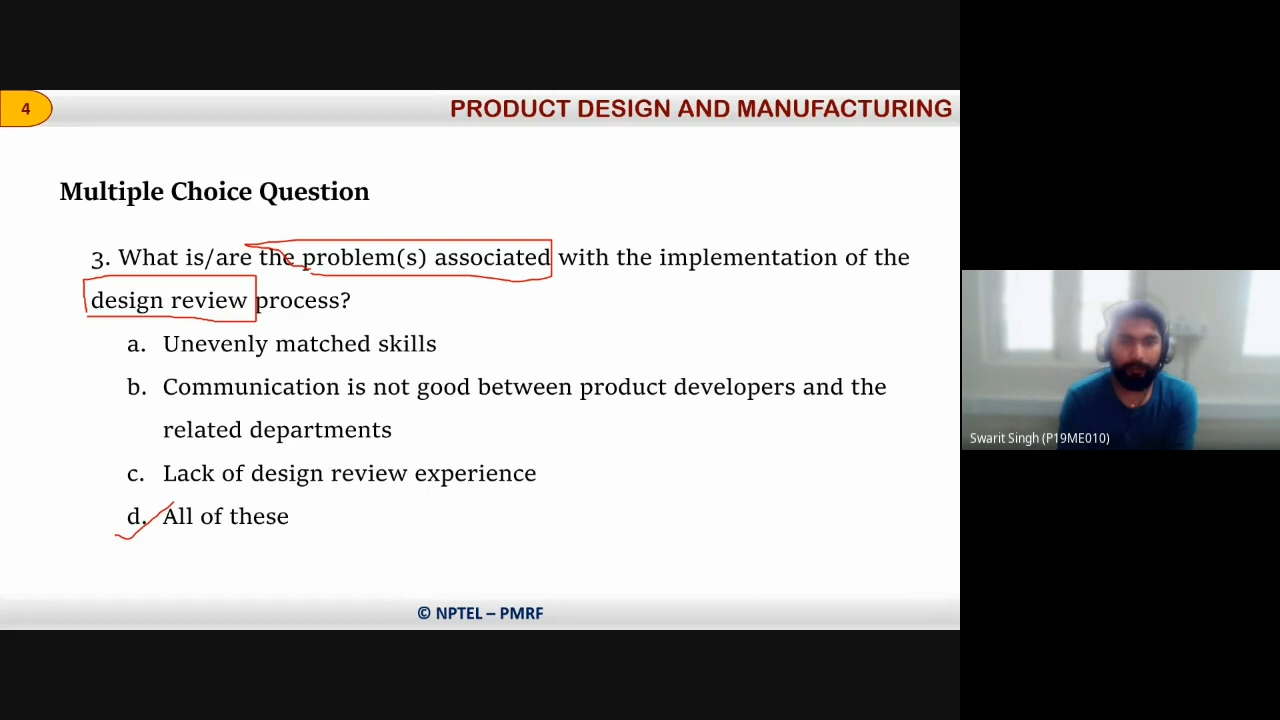 4
PRODUCT DESIGN AND MANUFACTURING
Multiple Choice Question
3. What is/are the problem(s) associated with the implementation of the
design review process?
a. Unevenly matched skills
b. Communication is not good between product developers and the
related departments
c. Lack of design review experience
d. All of these
© NPTEL – PMRF
Swarit Singh (P19ME010)